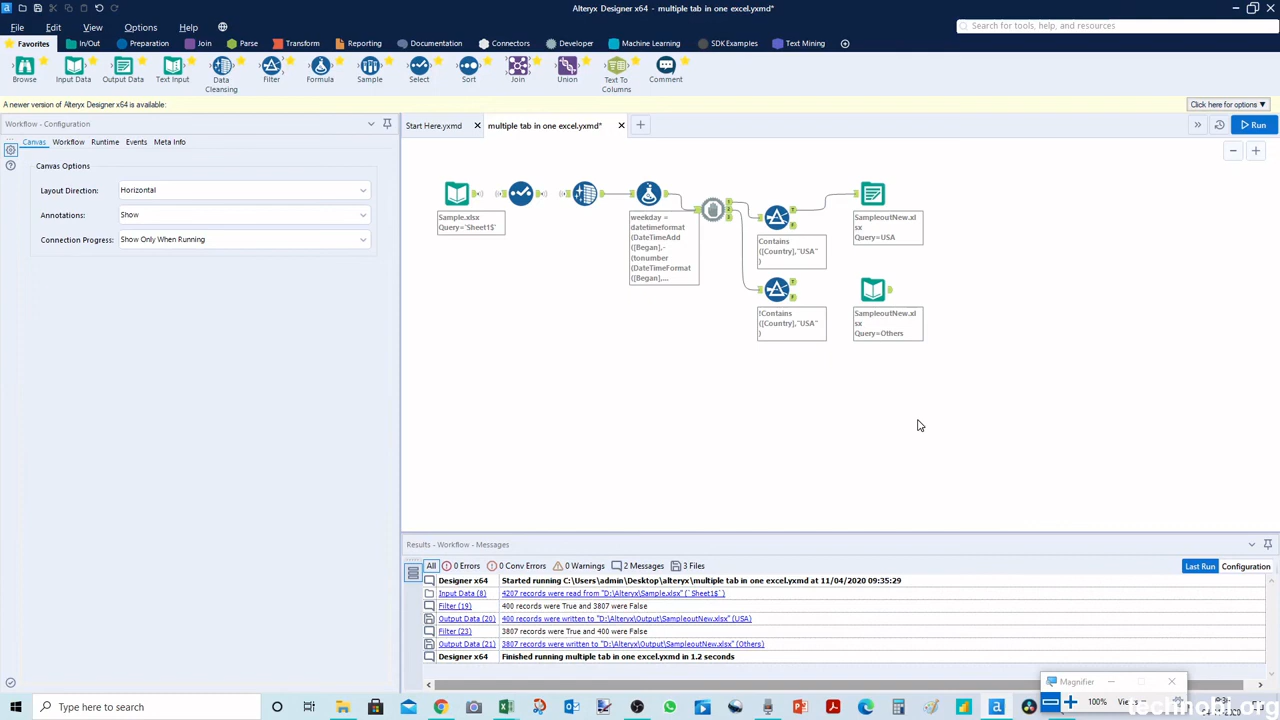 Alteryx Designer x64 - multiple tab in one excel.yxmd*
File Edit View Options Help
Search for tools, help, and resources
Favorites In/Out Preparation Join Parse Transform Reporting Documentation Connectors Developer Machine Learning SDKExamples Text Mining
Browse Input Data Output Data Text Input Data Cleansing Filter Formula Sample Select Sort Join Union Text To Columns Comment
A newer version of Alteryx Designer x64 is available:
Click here for options ▼
Workflow - Configuration
Start Here.yxmd
multiple tab in one excel.yxmd*
Run
Canvas Workflow Runtime Events Meta Info
Canvas Options
Layout Direction: Horizontal
Annotations: Show
Connection Progress: Show Only When Running
Sample.xlsx
Query=`Sheet1$`
weekday =
datetimeformat
(DateTimeAdd
([Began],-
(tonumber
(DateTimeFormat
([Began],...
Contains
([Country],"USA"
)
SampleoutNew.xl
sx
Query=USA
!Contains
([Country],"USA"
)
SampleoutNew.xl
sx
Query=Others
Results - Workflow - Messages
All 0 Errors 0 Conv Errors 0 Warnings 2 Messages 3 Files
Last Run Configuration
Designer x64 Started running C:\Users\admin\Desktop\alteryx\multiple tab in one excel.yxmd at 11/04/2020 09:35:29
Input Data (8) 4207 records were read from "D:\Alteryx\Sample.xlsx" (`Sheet1$`)
Filter (19) 400 records were True and 3807 were False
Output Data (20) 400 records were written to "D:\Alteryx\Output\SampleoutNew.xlsx" (USA)
Filter (23) 3807 records were True and 400 were False
Output Data (21) 3807 records were written to "D:\Alteryx\Output\SampleoutNew.xlsx" (Others)
Designer x64 Finished running multiple tab in one excel.yxmd in 1.2 seconds
Magnifier
100% Views
Type here to search